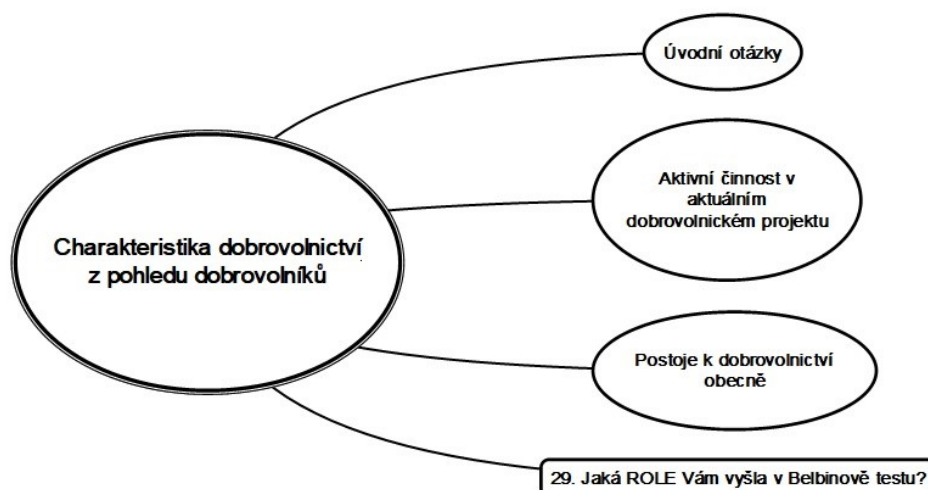 Úvodní otázky
Aktivní činnost v
aktuálním
dobrovolnickém projektu
Charakteristika dobrovolnictví
z pohledu dobrovolníků
Postoje k dobrovolnictví
obecně
29. Jaká ROLE Vám vyšla v Belbinově testu?